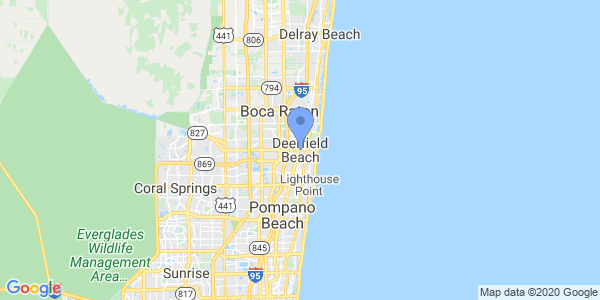 Delray Beach
441
806
794
95
Boca Raton
827
Deerfield
Beach
869
Coral Springs
Lighthouse
Point
441
Pompano
Beach
Everglades
Wildlife
Management
Area...
845
Sunrise
95
817
Google
Map data ©2020 Google